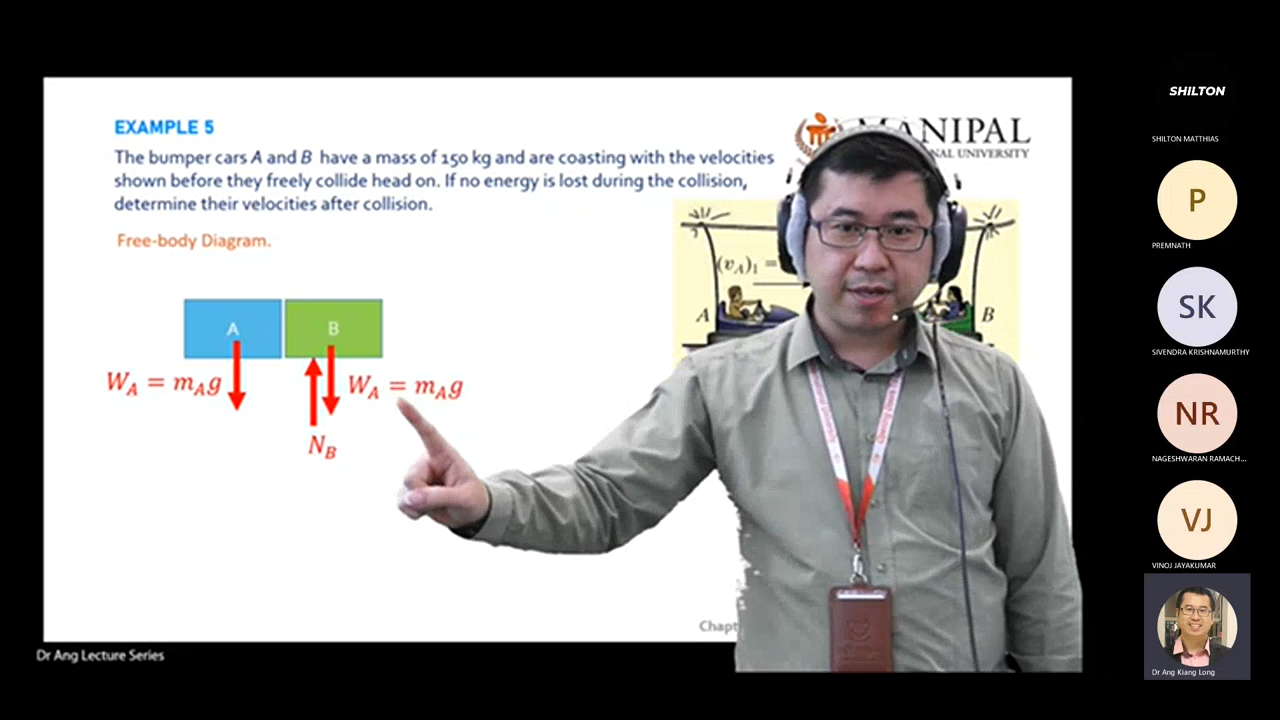 EXAMPLE 5
The bumper cars A and B have a mass of 150 kg and are coasting with the velocities
shown before they freely collide head on. If no energy is lost during the collision,
determine their velocities after collision.
Free-body Diagram.
MANIPAL
UNIVERSITY
(v_A)_1 =
A
B
A
B
W_A = m_A g
W_A = m_A g
N_B
Dr Ang Lecture Series
SHILTON
SHILTON MATTHIAS
P
PREMNATH
SK
SIVENDRA KRISHNAMURTHY
NR
NAGESHWARAN RAMACH...
VJ
VINOJ JAYAKUMAR
Dr Ang Kiang Long